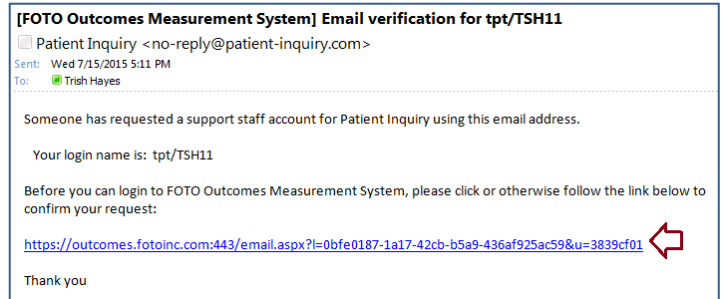 [FOTO Outcomes Measurement System] Email verification for tpt/TSH11
Patient Inquiry <no-reply@patient-inquiry.com>
Sent: Wed 7/15/2015 5:11 PM
To: Trish Hayes
Someone has requested a support staff account for Patient Inquiry using this email address.
Your login name is: tpt/TSH11
Before you can login to FOTO Outcomes Measurement System, please click or otherwise follow the link below to
confirm your request:
https://outcomes.fotoinc.com:443/email.aspx?l=0bfe0187-1a17-42cb-b5a9-436af925ac59&u=3839cf01
Thank you